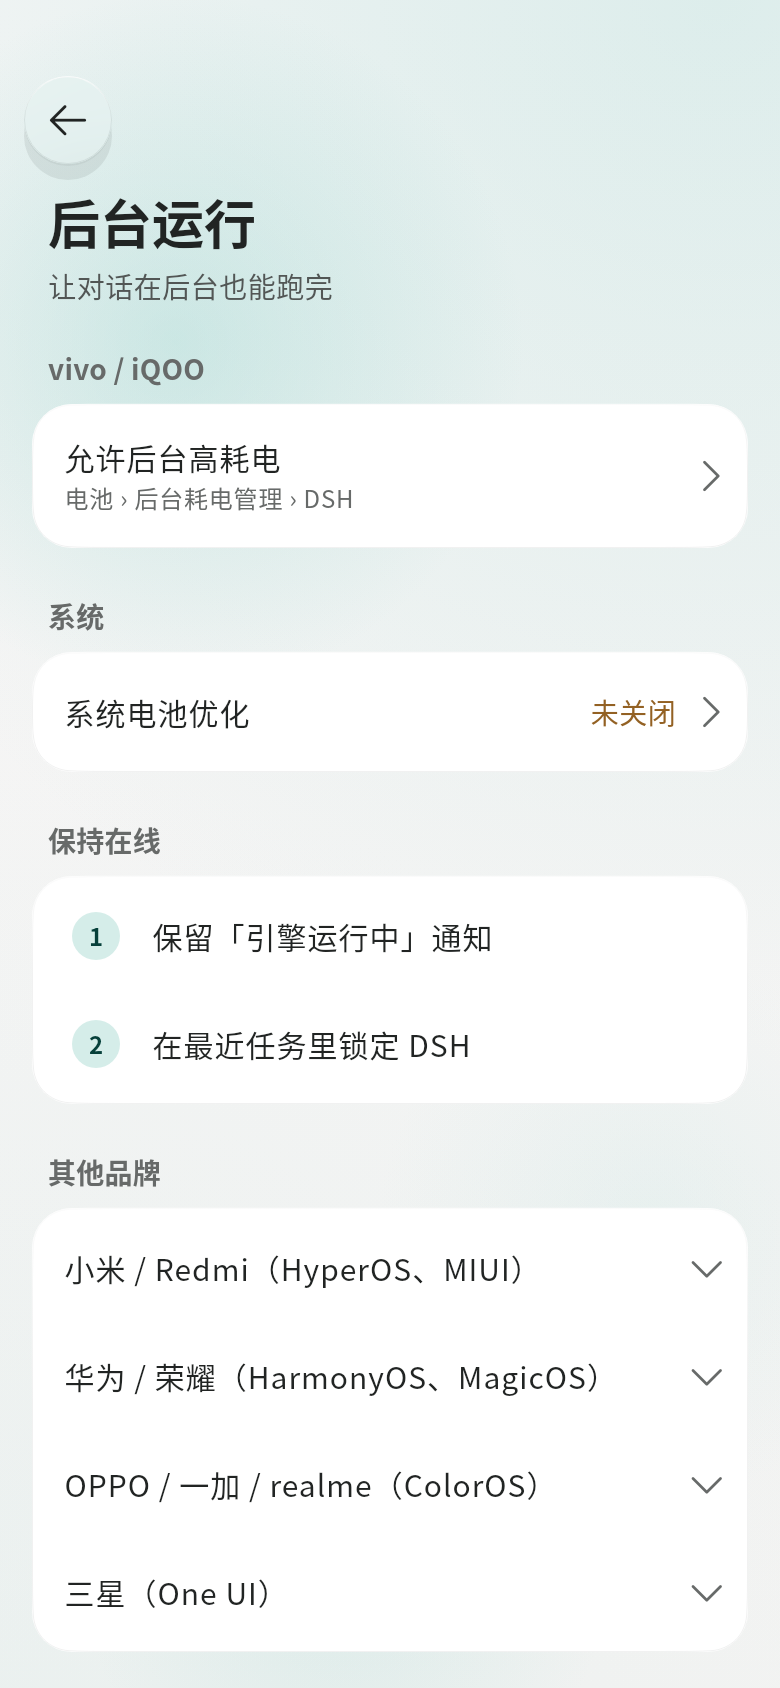 后台运行
让对话在后台也能跑完
vivo / iQOO
允许后台高耗电
电池 › 后台耗电管理 › DSH
系统
系统电池优化
未关闭
保持在线
1
保留「引擎运行中」通知
2
在最近任务里锁定 DSH
其他品牌
小米 / Redmi（HyperOS、MIUI）
华为 / 荣耀（HarmonyOS、MagicOS）
OPPO / 一加 / realme（ColorOS）
三星（One UI）